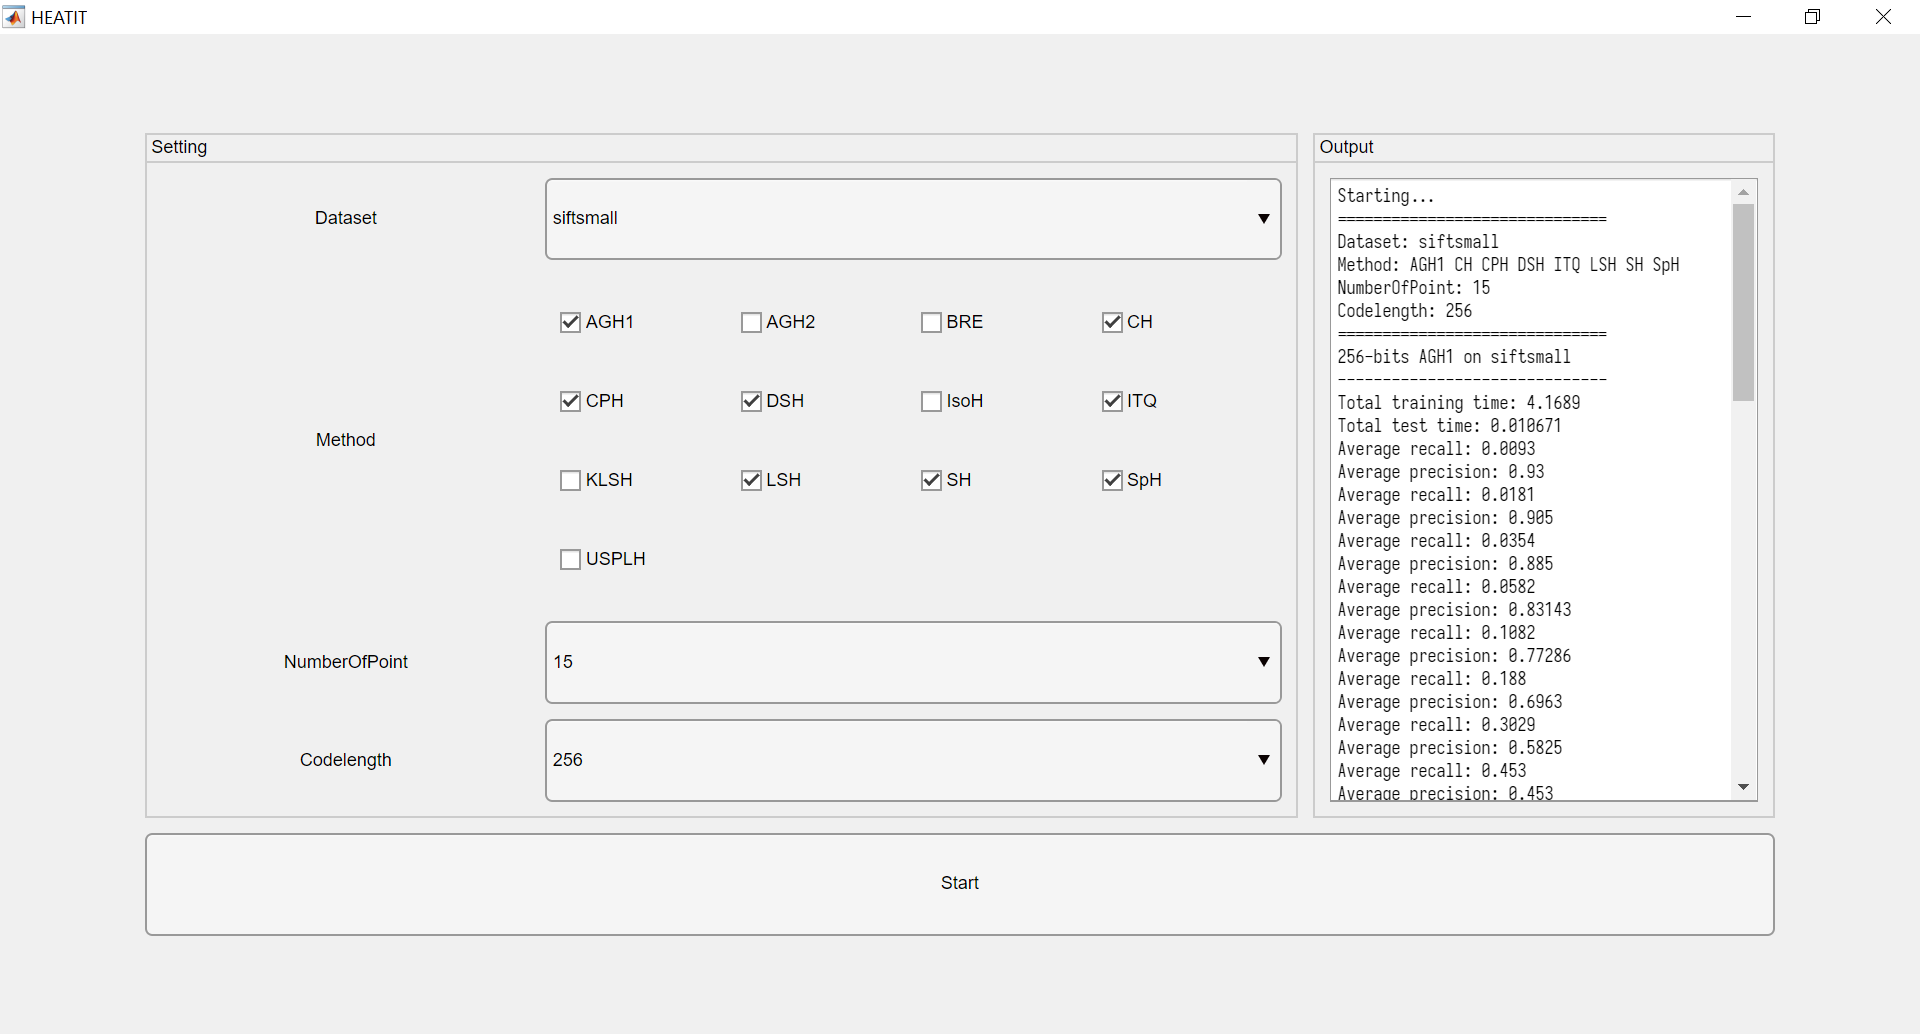 HEATIT
Setting
Dataset
siftsmall
Method
AGH1 AGH2 BRE CH
CPH DSH IsoH ITQ
KLSH LSH SH SpH
USPLH
NumberOfPoint
15
Codelength
256
Output
Starting...
==============================
Dataset: siftsmall
Method: AGH1 CH CPH DSH ITQ LSH SH SpH
NumberOfPoint: 15
Codelength: 256
==============================
256-bits AGH1 on siftsmall
------------------------------
Total training time: 4.1689
Total test time: 0.010671
Average recall: 0.0093
Average precision: 0.93
Average recall: 0.0181
Average precision: 0.905
Average recall: 0.0354
Average precision: 0.885
Average recall: 0.0582
Average precision: 0.83143
Average recall: 0.1082
Average precision: 0.77286
Average recall: 0.188
Average precision: 0.6963
Average recall: 0.3029
Average precision: 0.5825
Average recall: 0.453
Average precision: 0.453
Start